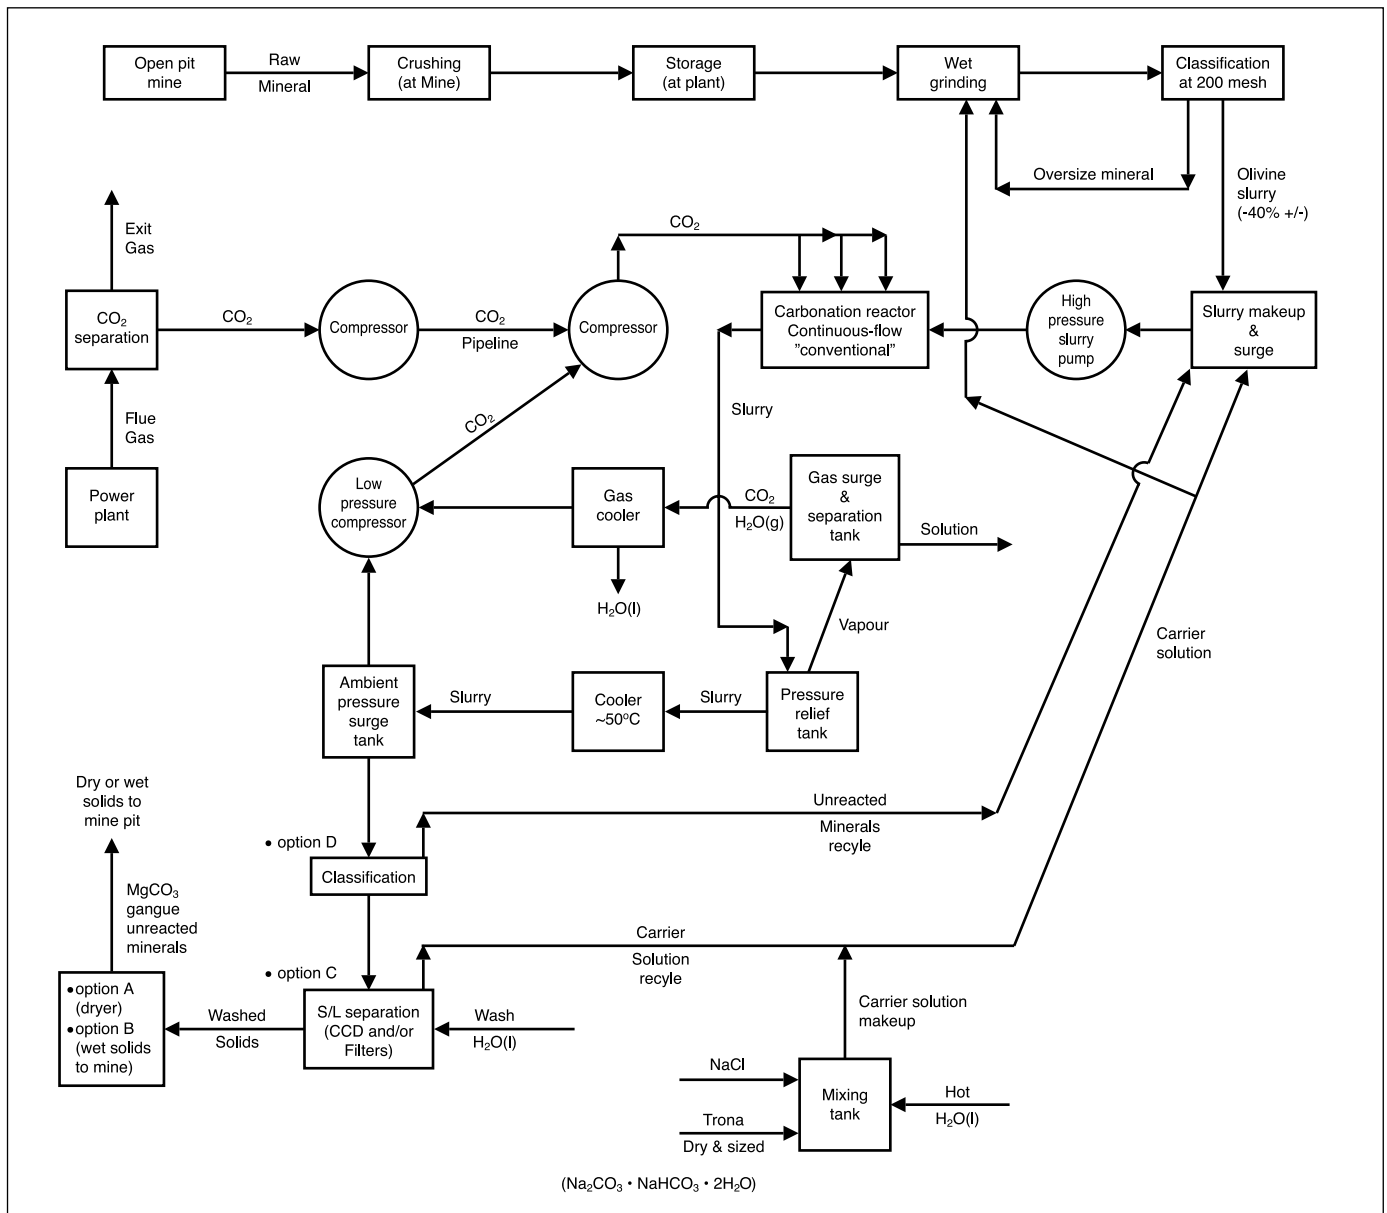 Open pit
mine
Raw
Mineral
Crushing
(at Mine)
Storage
(at plant)
Wet
grinding
Classification
at 200 mesh
Oversize mineral
Olivine
slurry
(-40% +/-)
Exit
Gas
CO₂
separation
CO₂
Compressor
CO₂
Pipeline
Compressor
CO₂
Carbonation reactor
Continuous-flow
"conventional"
High
pressure
slurry
pump
Slurry makeup
&
surge
Flue
Gas
Power
plant
CO₂
Slurry
Low
pressure
compressor
Gas
cooler
CO₂
H₂O(g)
Gas surge
&
separation
tank
Solution
H₂O(l)
Vapour
Carrier
solution
Ambient
pressure
surge
tank
Slurry
Cooler
~50°C
Slurry
Pressure
relief
tank
Dry or wet
solids to
mine pit
Unreacted
Minerals
recyle
• option D
Classification
MgCO₃
gangue
unreacted
minerals
Carrier
Solution
recyle
• option C
•option A
(dryer)
•option B
(wet solids
to mine)
Washed
Solids
S/L separation
(CCD and/or
Filters)
Wash
H₂O(l)
Carrier solution
makeup
NaCl
Trona
Dry & sized
Mixing
tank
Hot
H₂O(l)
(Na₂CO₃ • NaHCO₃ • 2H₂O)